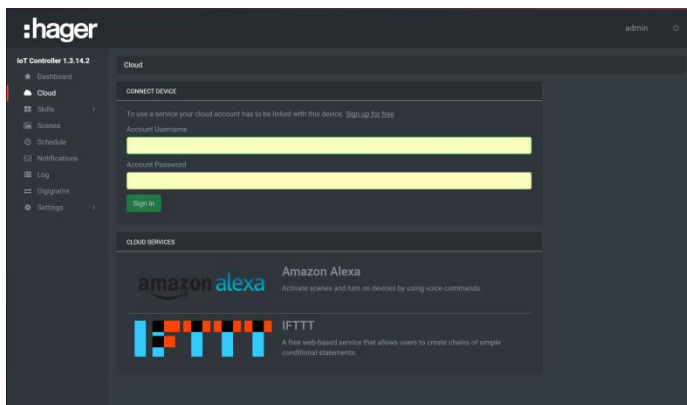 :hager
admin
IoT Controller 1.3.14.2
Dashboard
Cloud
Skills
Scenes
Schedule
Notifications
Log
Digigrams
Settings
Cloud
CONNECT DEVICE
To use a service your cloud account has to be linked with this device. Sign up for free
Account Username
Account Password
Sign in
CLOUD SERVICES
amazon alexa
Amazon Alexa
Activate scenes and turn on devices by using voice commands.
IFTTT
IFTTT
A free web-based service that allows users to create chains of simple
conditional statements.